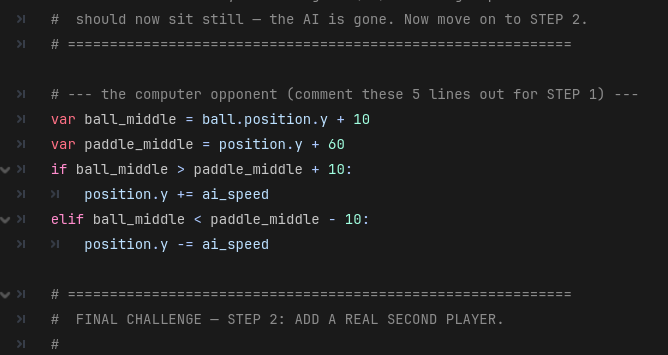 #  should now sit still — the AI is gone. Now move on to STEP 2.
# ============================================================
# --- the computer opponent (comment these 5 lines out for STEP 1) ---
var ball_middle = ball.position.y + 10
var paddle_middle = position.y + 60
if ball_middle > paddle_middle + 10:
position.y += ai_speed
elif ball_middle < paddle_middle - 10:
position.y -= ai_speed
# ============================================================
#  FINAL CHALLENGE — STEP 2: ADD A REAL SECOND PLAYER.
#